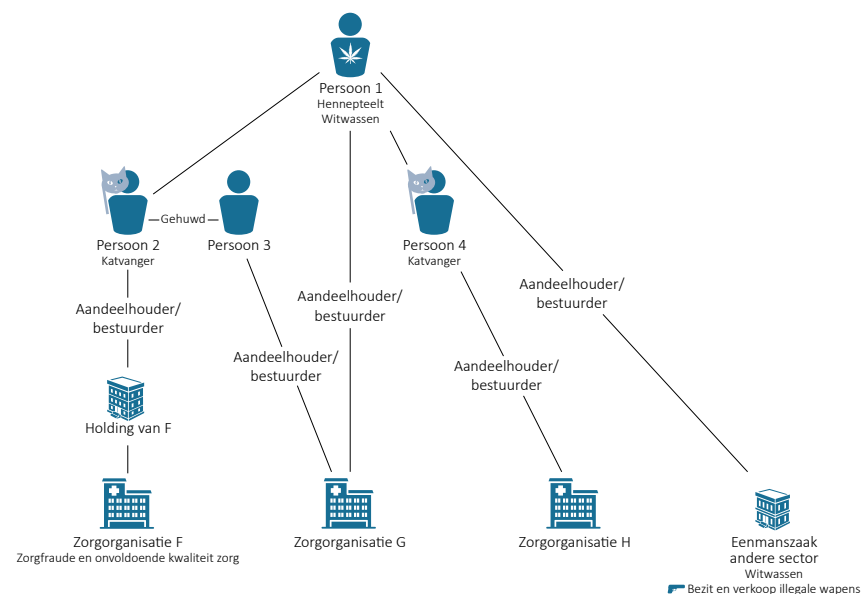 Persoon 1
Hennepteelt
Witwassen
Gehuwd
Persoon 2
Katvanger
Persoon 3
Persoon 4
Katvanger
Aandeelhouder/
bestuurder
Aandeelhouder/
bestuurder
Aandeelhouder/
bestuurder
Aandeelhouder/
bestuurder
Aandeelhouder/
bestuurder
Holding van F
Zorgorganisatie F
Zorgfraude en onvoldoende kwaliteit zorg
Zorgorganisatie G
Zorgorganisatie H
Eenmanszaak
andere sector
Witwassen
Bezit en verkoop illegale wapens